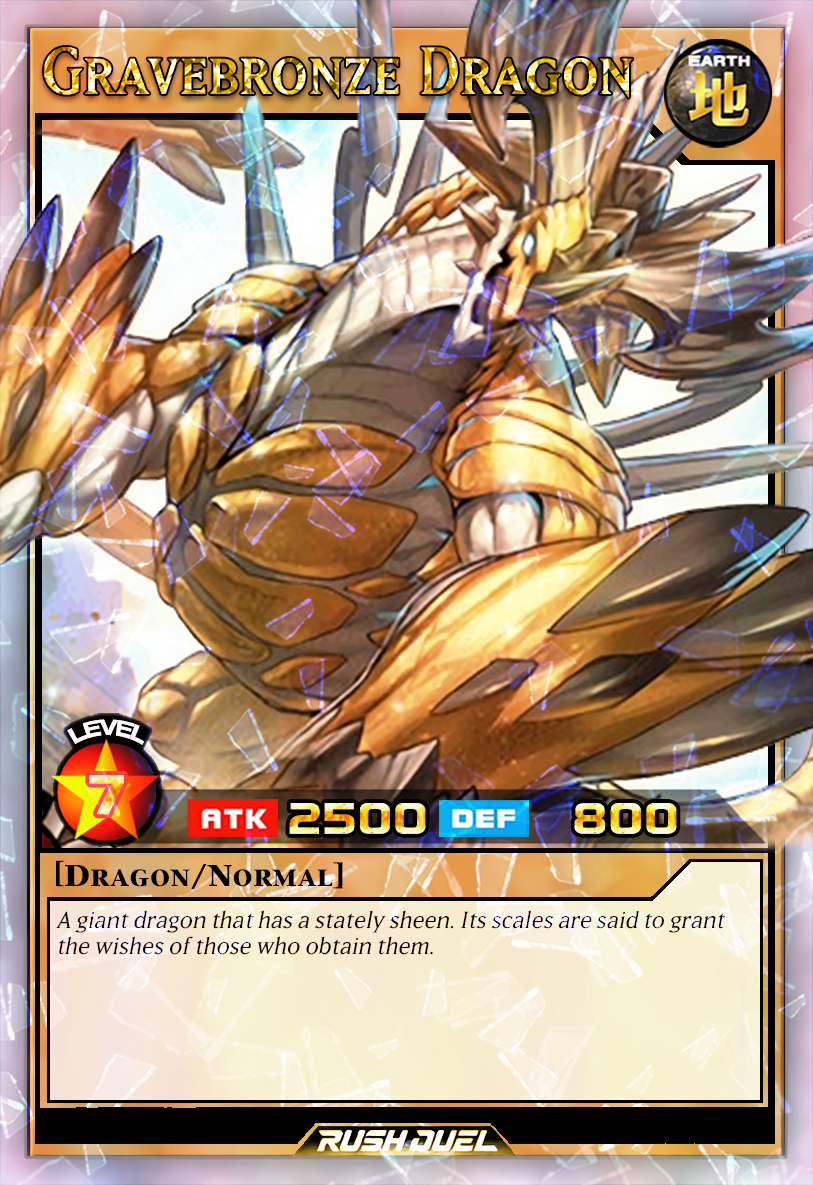 Gravebronze Dragon
EARTH
地
LEVEL
7
ATK 2500 DEF 800
[Dragon/Normal]
A giant dragon that has a stately sheen. Its scales are said to grant
the wishes of those who obtain them.
RUSH DUEL